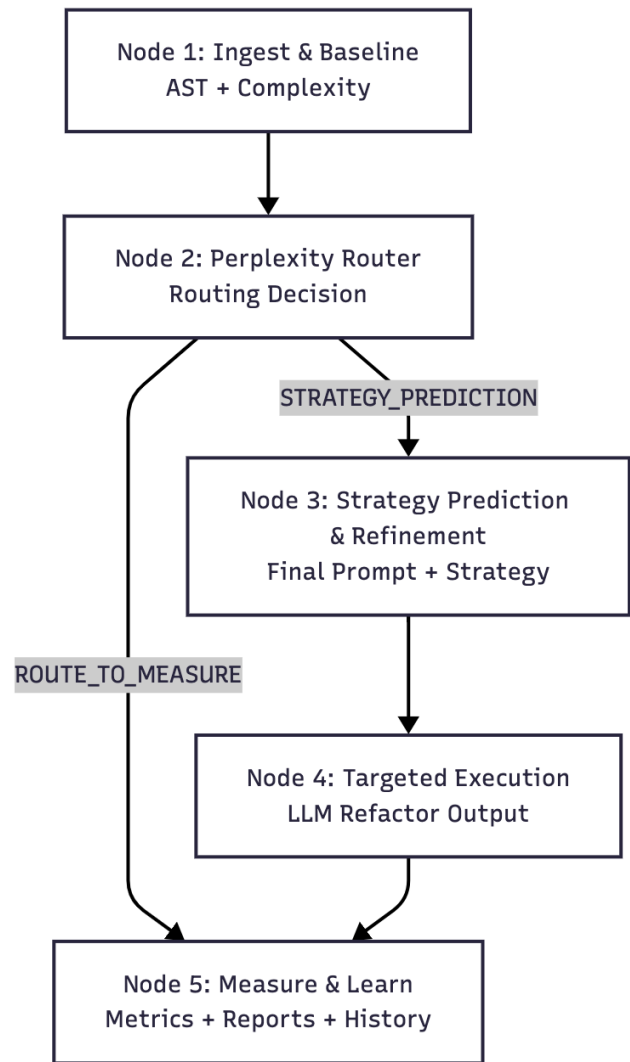 Node 1: Ingest & Baseline
AST + Complexity
Node 2: Perplexity Router
Routing Decision
STRATEGY_PREDICTION
Node 3: Strategy Prediction
& Refinement
Final Prompt + Strategy
ROUTE_TO_MEASURE
Node 4: Targeted Execution
LLM Refactor Output
Node 5: Measure & Learn
Metrics + Reports + History